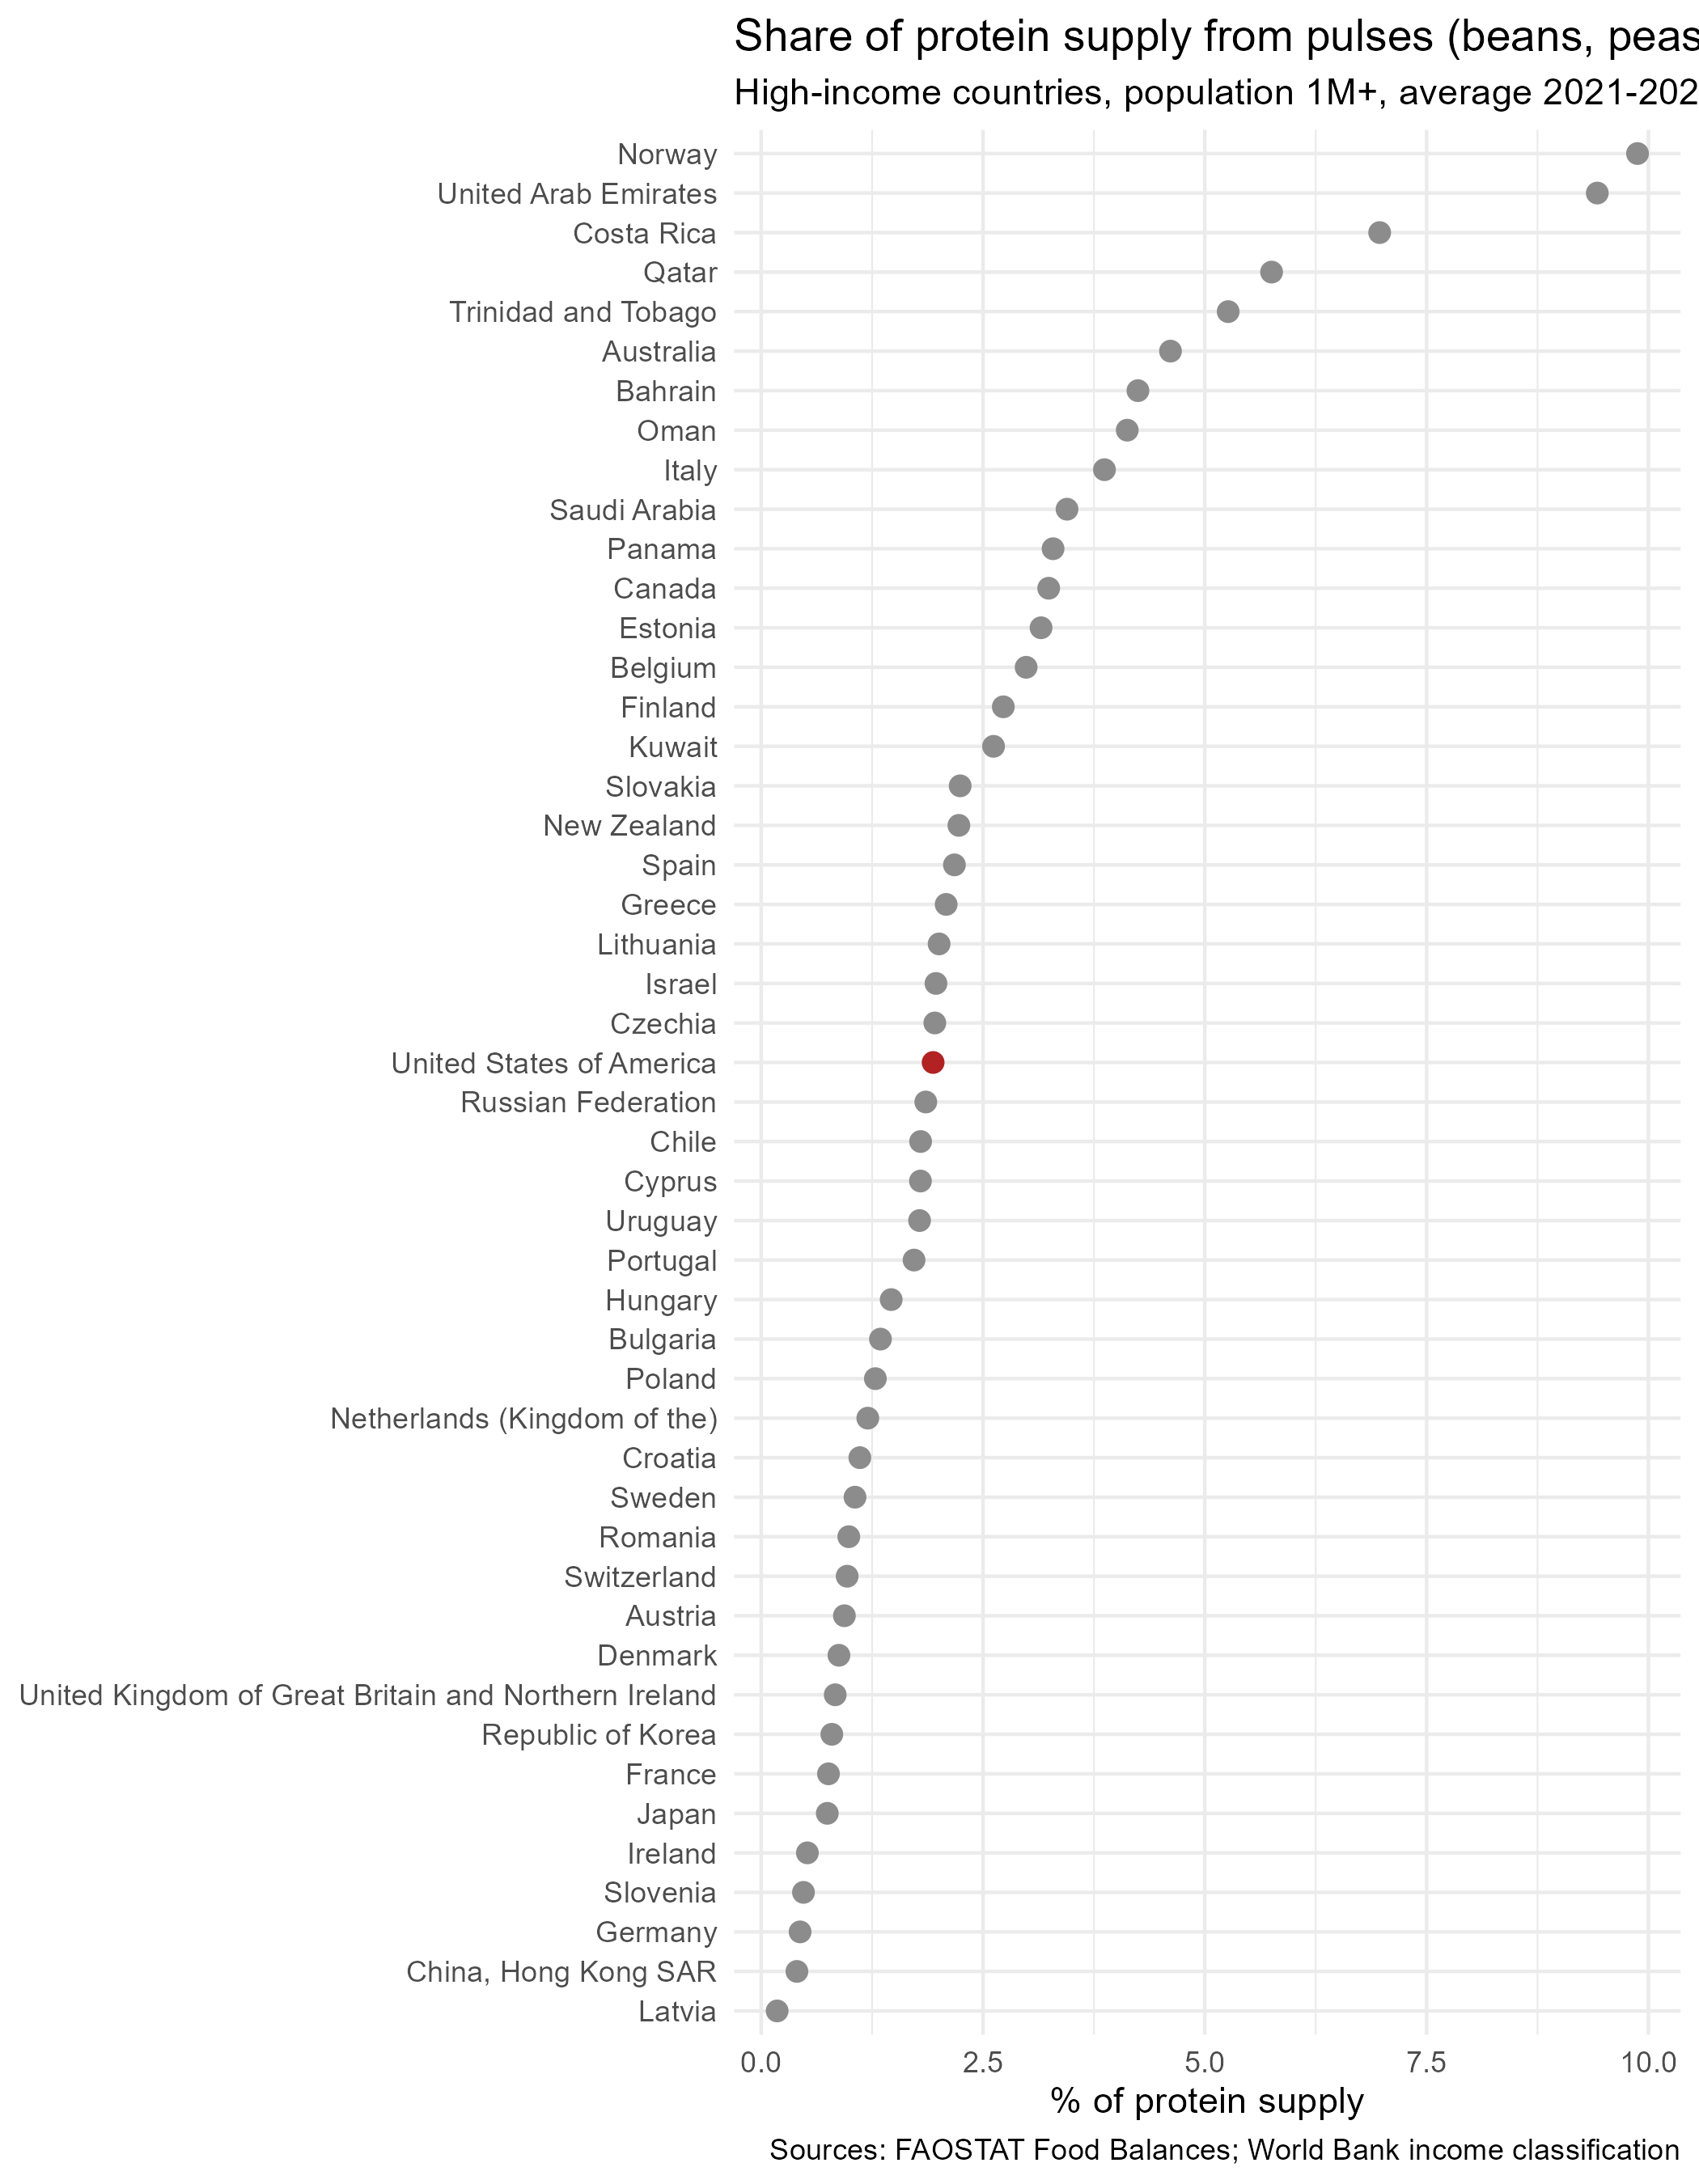 Share of protein supply from pulses (beans, peas
High-income countries, population 1M+, average 2021-202
Norway
United Arab Emirates
Costa Rica
Qatar
Trinidad and Tobago
Australia
Bahrain
Oman
Italy
Saudi Arabia
Panama
Canada
Estonia
Belgium
Finland
Kuwait
Slovakia
New Zealand
Spain
Greece
Lithuania
Israel
Czechia
United States of America
Russian Federation
Chile
Cyprus
Uruguay
Portugal
Hungary
Bulgaria
Poland
Netherlands (Kingdom of the)
Croatia
Sweden
Romania
Switzerland
Austria
Denmark
United Kingdom of Great Britain and Northern Ireland
Republic of Korea
France
Japan
Ireland
Slovenia
Germany
China, Hong Kong SAR
Latvia
0.0 2.5 5.0 7.5 10.0
% of protein supply
Sources: FAOSTAT Food Balances; World Bank income classification